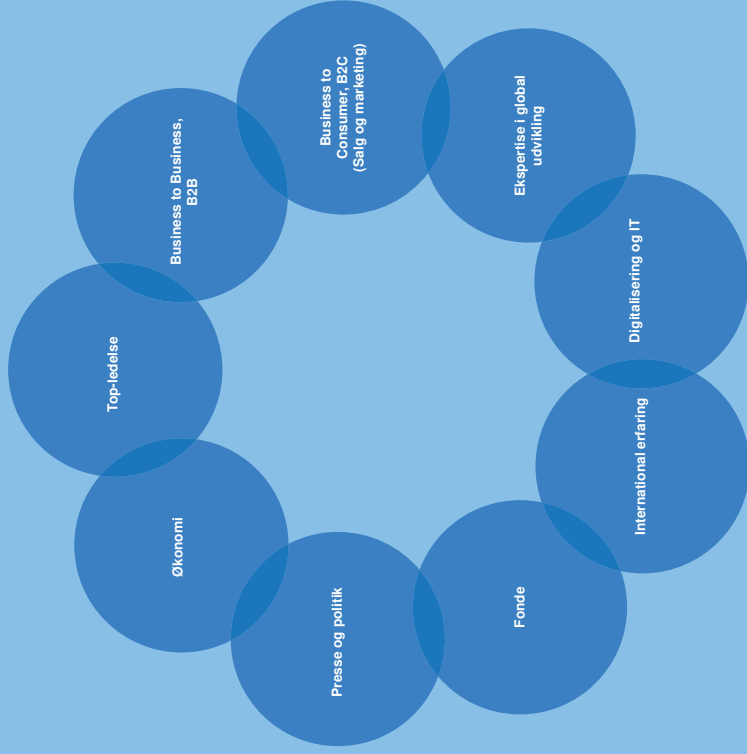 Top-ledelse
Business to Business,
B2B
Business to
Consumer, B2C
(Salg og marketing)
Ekspertise i global
udvikling
Digitalisering og IT
International erfaring
Fonde
Presse og politik
Økonomi